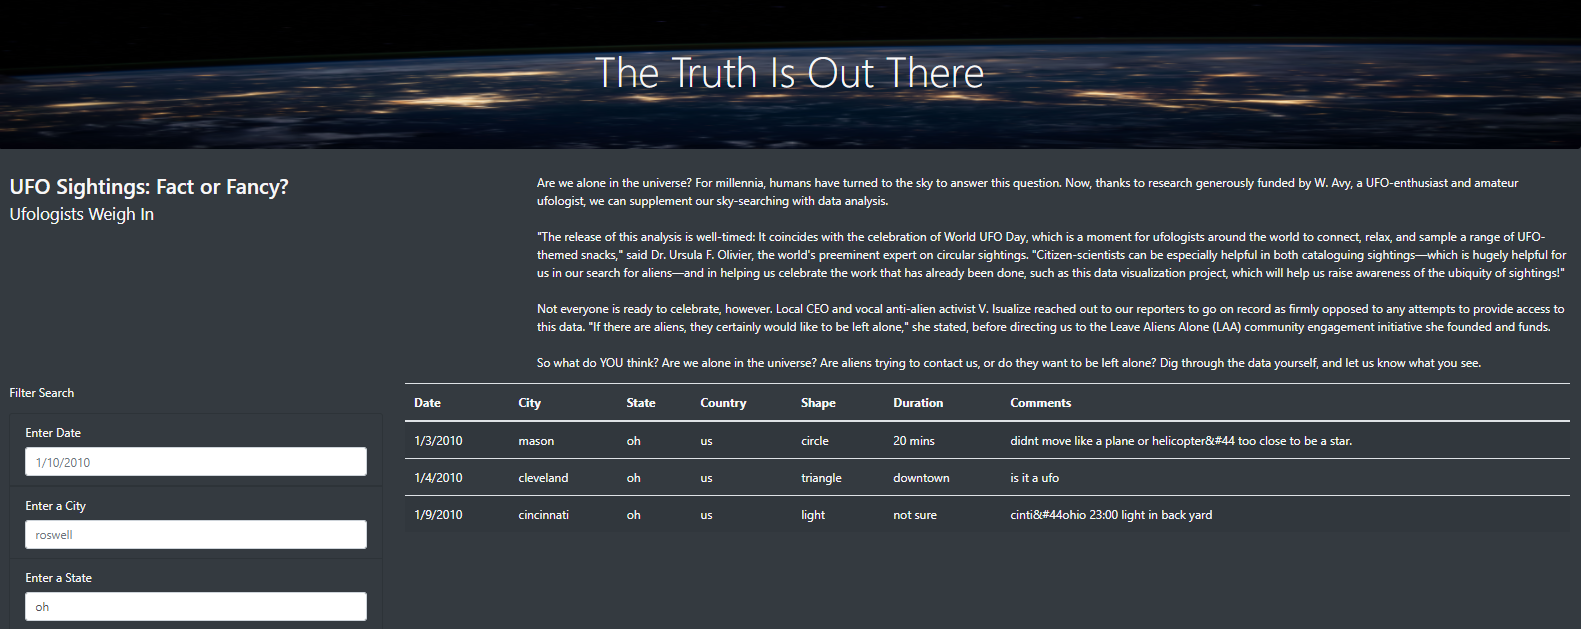 The Truth Is Out There
UFO Sightings: Fact or Fancy?
Ufologists Weigh In
Are we alone in the universe? For millennia, humans have turned to the sky to answer this question. Now, thanks to research generously funded by W. Avy, a UFO-enthusiast and amateur
ufologist, we can supplement our sky-searching with data analysis.
"The release of this analysis is well-timed: It coincides with the celebration of World UFO Day, which is a moment for ufologists around the world to connect, relax, and sample a range of UFO-
themed snacks," said Dr. Ursula F. Olivier, the world's preeminent expert on circular sightings. "Citizen-scientists can be especially helpful in both cataloguing sightings—which is hugely helpful for
us in our search for aliens—and in helping us celebrate the work that has already been done, such as this data visualization project, which will help us raise awareness of the ubiquity of sightings!"
Not everyone is ready to celebrate, however. Local CEO and vocal anti-alien activist V. Isualize reached out to our reporters to go on record as firmly opposed to any attempts to provide access to
this data. "If there are aliens, they certainly would like to be left alone," she stated, before directing us to the Leave Aliens Alone (LAA) community engagement initiative she founded and funds.
So what do YOU think? Are we alone in the universe? Are aliens trying to contact us, or do they want to be left alone? Dig through the data yourself, and let us know what you see.
Filter Search
Enter Date
1/10/2010
Enter a City
roswell
Enter a State
oh
Date City State Country Shape Duration Comments
1/3/2010 mason oh us circle 20 mins didnt move like a plane or helicopter&#44 too close to be a star.
1/4/2010 cleveland oh us triangle downtown is it a ufo
1/9/2010 cincinnati oh us light not sure cinti&#44ohio 23:00 light in back yard